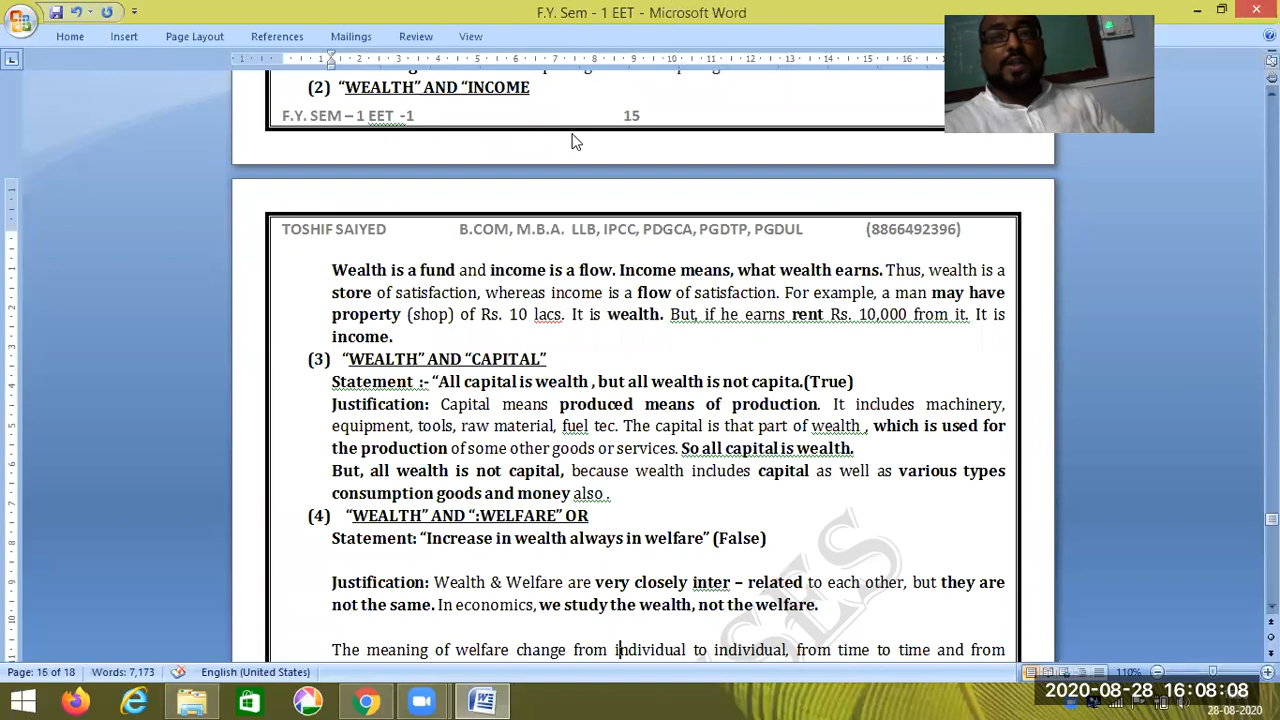 F.Y. Sem - 1 EET - Microsoft Word
Home Insert Page Layout References Mailings Review View
(2) “WEALTH” AND “INCOME
F.Y. SEM – 1 EET -1 15
TOSHIF SAIYED B.COM, M.B.A. LLB, IPCC, PDGCA, PGDTP, PGDUL (8866492396)
Wealth is a fund and income is a flow. Income means, what wealth earns. Thus, wealth is a
store of satisfaction, whereas income is a flow of satisfaction. For example, a man may have
property (shop) of Rs. 10 lacs. It is wealth. But, if he earns rent Rs. 10,000 from it. It is
income.
(3) “WEALTH” AND “CAPITAL”
Statement :- “All capital is wealth , but all wealth is not capita.(True)
Justification: Capital means produced means of production. It includes machinery,
equipment, tools, raw material, fuel tec. The capital is that part of wealth , which is used for
the production of some other goods or services. So all capital is wealth.
But, all wealth is not capital, because wealth includes capital as well as various types
consumption goods and money also .
(4) “WEALTH” AND “:WELFARE” OR
Statement: “Increase in wealth always in welfare” (False)
Justification: Wealth & Welfare are very closely inter – related to each other, but they are
not the same. In economics, we study the wealth, not the welfare.
The meaning of welfare change from individual to individual, from time to time and from
Page: 16 of 18 Words: 7,173 English (United States) 110%
2020-08-28 16:08:08
28-08-2020